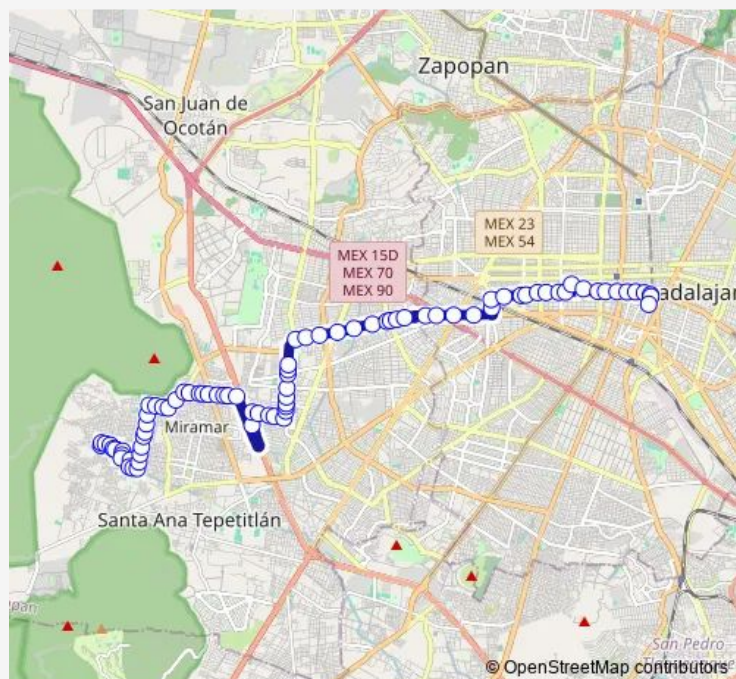 Zapopan
San Juan de
Ocotán
MEX 23
MEX 54
MEX 15D
MEX 70
MEX 90
adalajar
Miramar
Santa Ana Tepetitlán
pan
San Pedro
© OpenStreetMap contributors